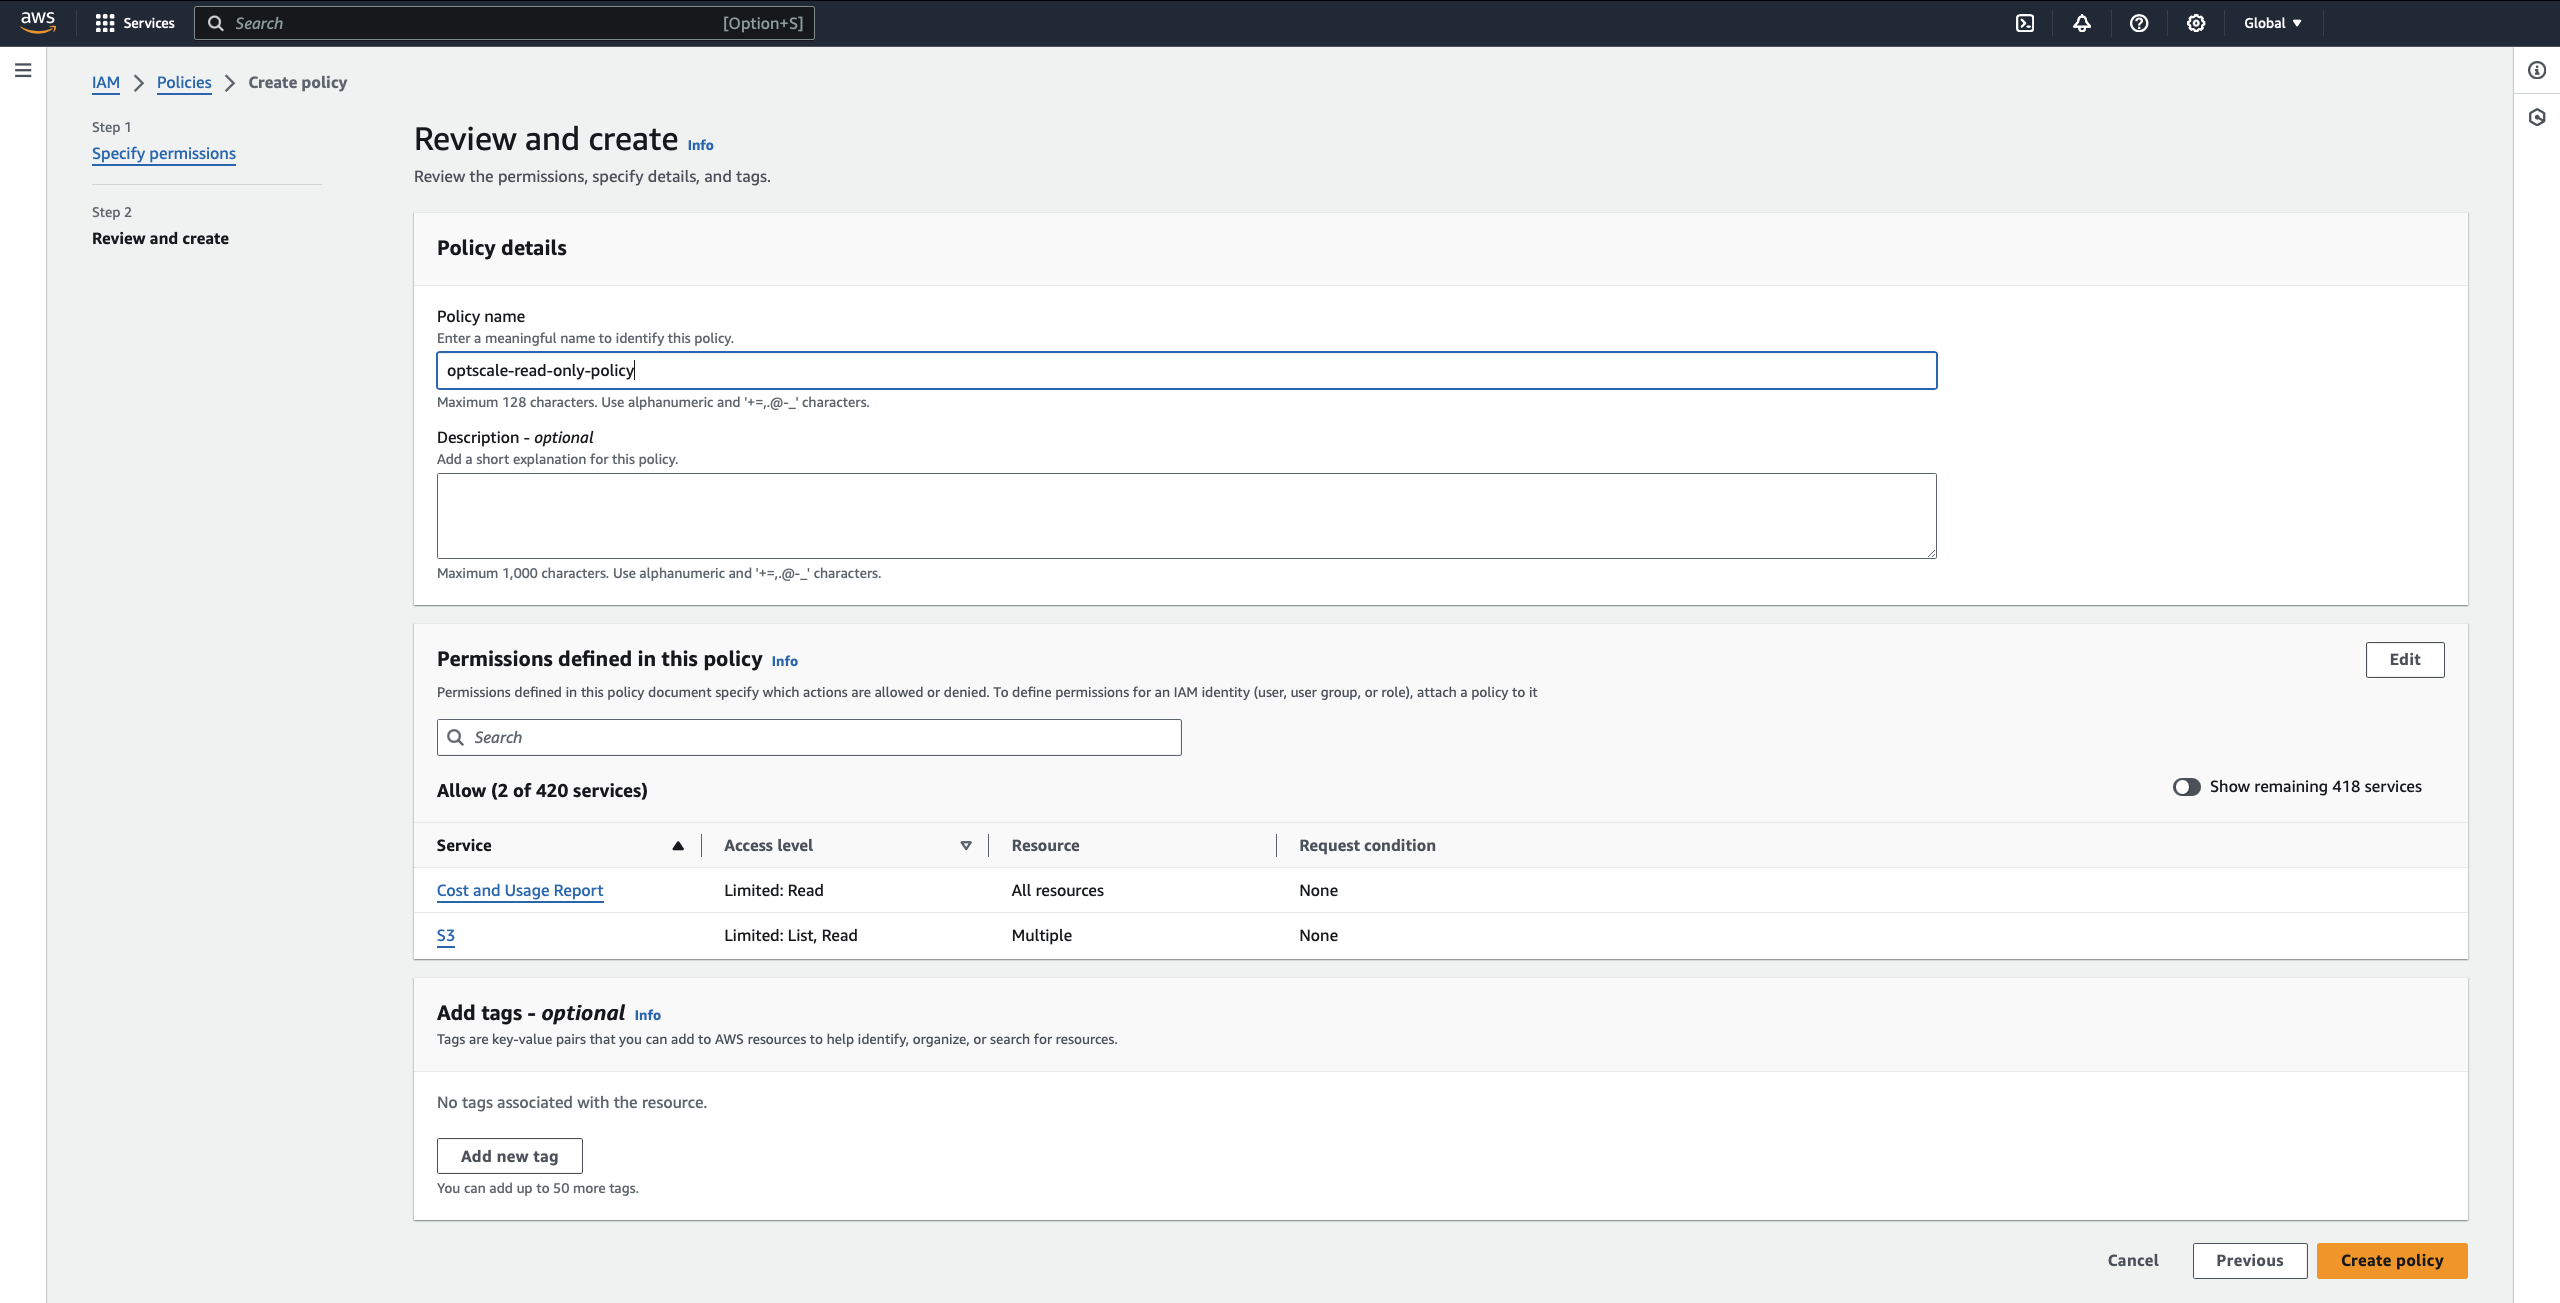 aws
Services
Search
[Option+S]
Global ▼
IAM > Policies > Create policy
Step 1
Specify permissions
Step 2
Review and create
Review and create Info
Review the permissions, specify details, and tags.
Policy details
Policy name
Enter a meaningful name to identify this policy.
optscale-read-only-policy
Maximum 128 characters. Use alphanumeric and '+=,.@-_' characters.
Description - optional
Add a short explanation for this policy.
Maximum 1,000 characters. Use alphanumeric and '+=,.@-_' characters.
Permissions defined in this policy Info
Edit
Permissions defined in this policy document specify which actions are allowed or denied. To define permissions for an IAM identity (user, user group, or role), attach a policy to it
Search
Allow (2 of 420 services)
Show remaining 418 services
Service Access level Resource Request condition
Cost and Usage Report Limited: Read All resources None
S3 Limited: List, Read Multiple None
Add tags - optional Info
Tags are key-value pairs that you can add to AWS resources to help identify, organize, or search for resources.
No tags associated with the resource.
Add new tag
You can add up to 50 more tags.
Cancel Previous Create policy